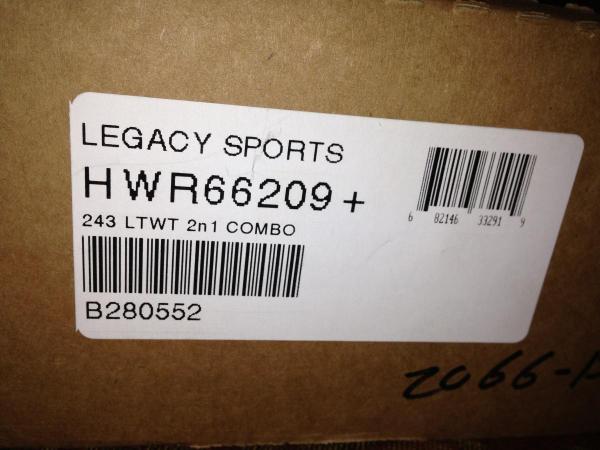 LEGACY SPORTS
HWR66209+
243 LTWT 2n1 COMBO
B280552
6 82146 33291 9
2066-